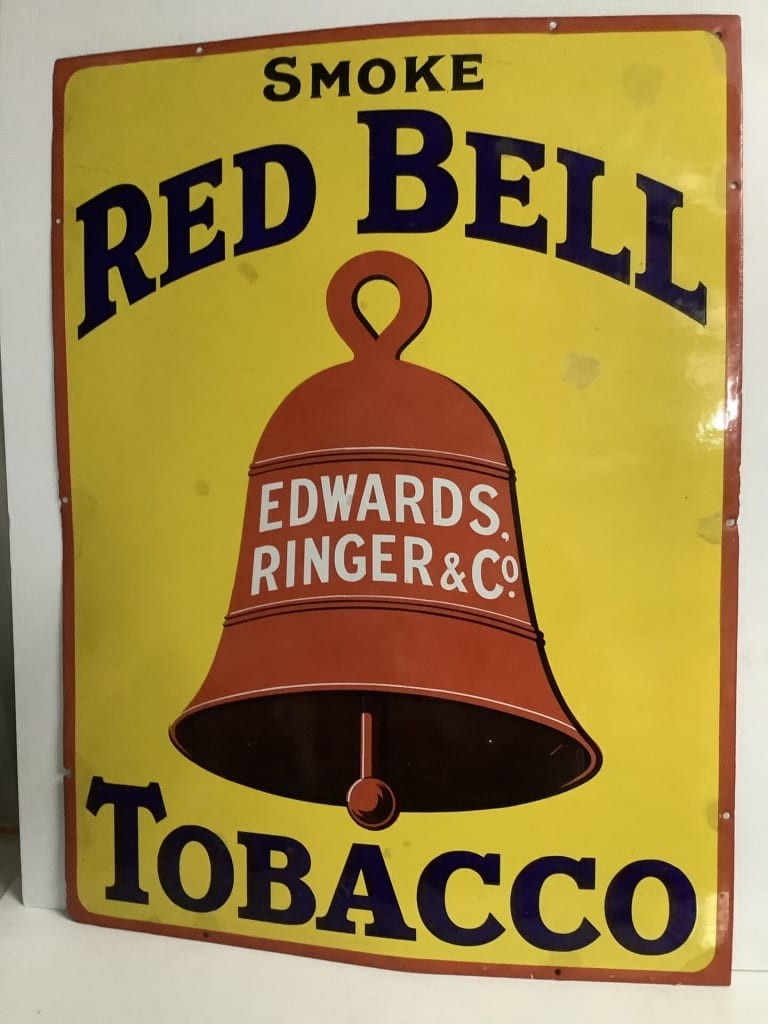 SMOKE
RED BELL
EDWARDS,
RINGER & Co.
TOBACCO